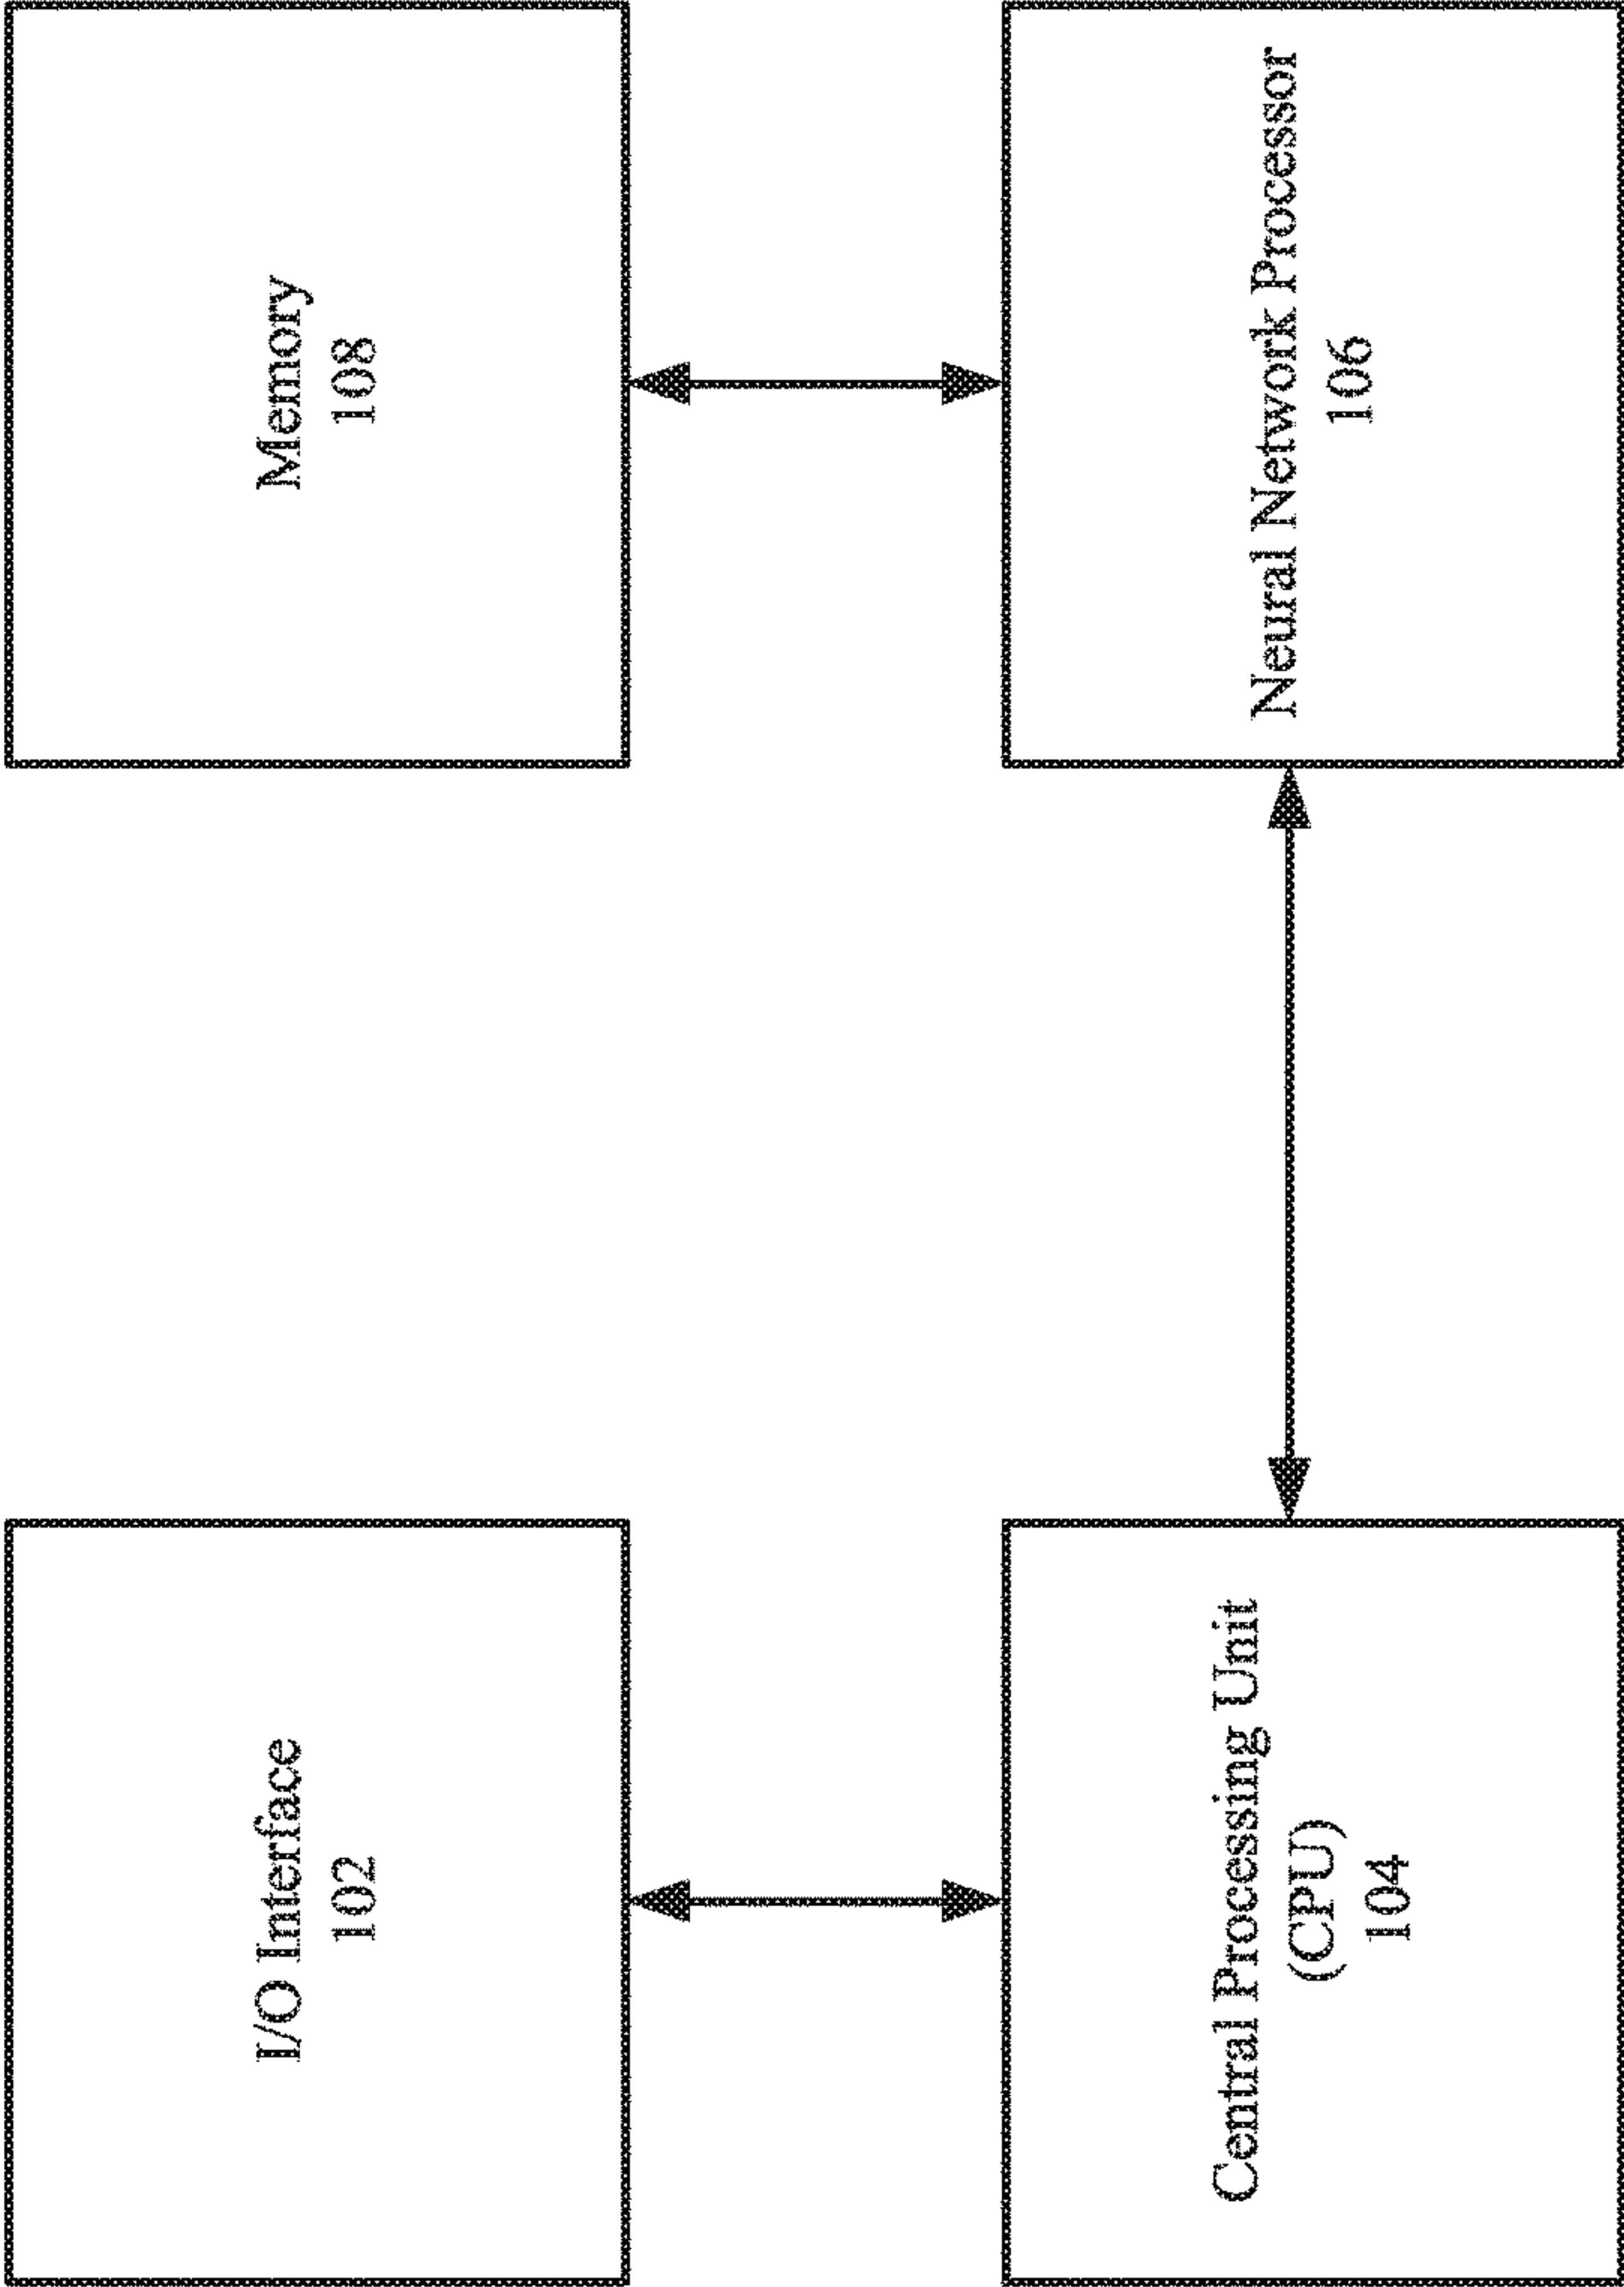 I/O Interface
102
Memory
108
Central Processing Unit
(CPU)
104
Neural Network Processor
106